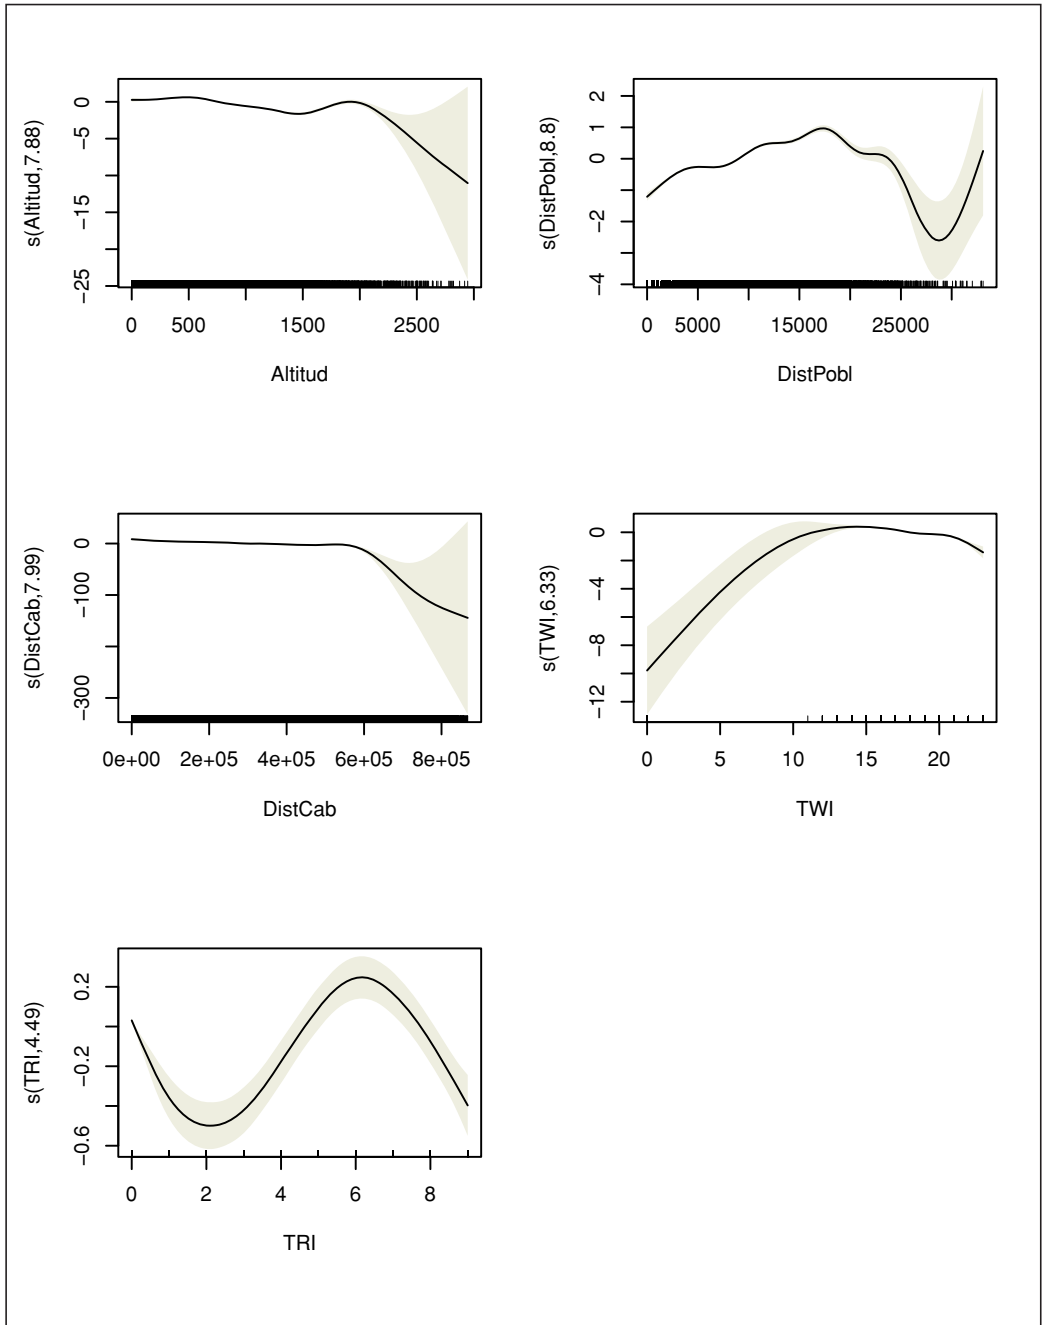 s(Altitud,7.88)
0
−5
−15
−25
0 500 1500 2500
Altitud
s(DistPobl,8.8)
2
1
0
−2
−4
0 5000 15000 25000
DistPobl
s(DistCab,7.99)
0
−100
−300
0e+00 2e+05 4e+05 6e+05 8e+05
DistCab
s(TWI,6.33)
0
−4
−8
−12
0 5 10 15 20
TWI
s(TRI,4.49)
0.2
−0.2
−0.6
0 2 4 6 8
TRI